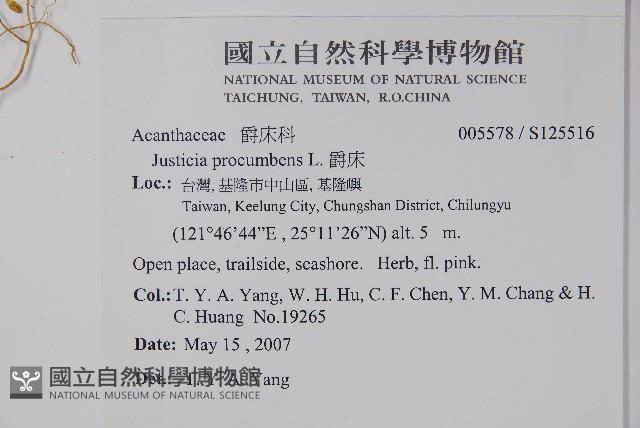 國立自然科學博物館
NATIONAL MUSEUM OF NATURAL SCIENCE
TAICHUNG, TAIWAN, R.O.CHINA
Acanthaceae 爵床科 005578 / S125516
Justicia procumbens L. 爵床
Loc.: 台灣, 基隆市中山區, 基隆嶼
Taiwan, Keelung City, Chungshan District, Chilungyu
(121°46'44”E , 25°11'26”N) alt. 5 m.
Open place, trailside, seashore. Herb, fl. pink.
Col.: T. Y. A. Yang, W. H. Hu, C. F. Chen, Y. M. Chang & H.
C. Huang No.19265
Date: May 15 , 2007
Det.: T. Y. A. Yang
國立自然科學博物館
NATIONAL MUSEUM OF NATURAL SCIENCE